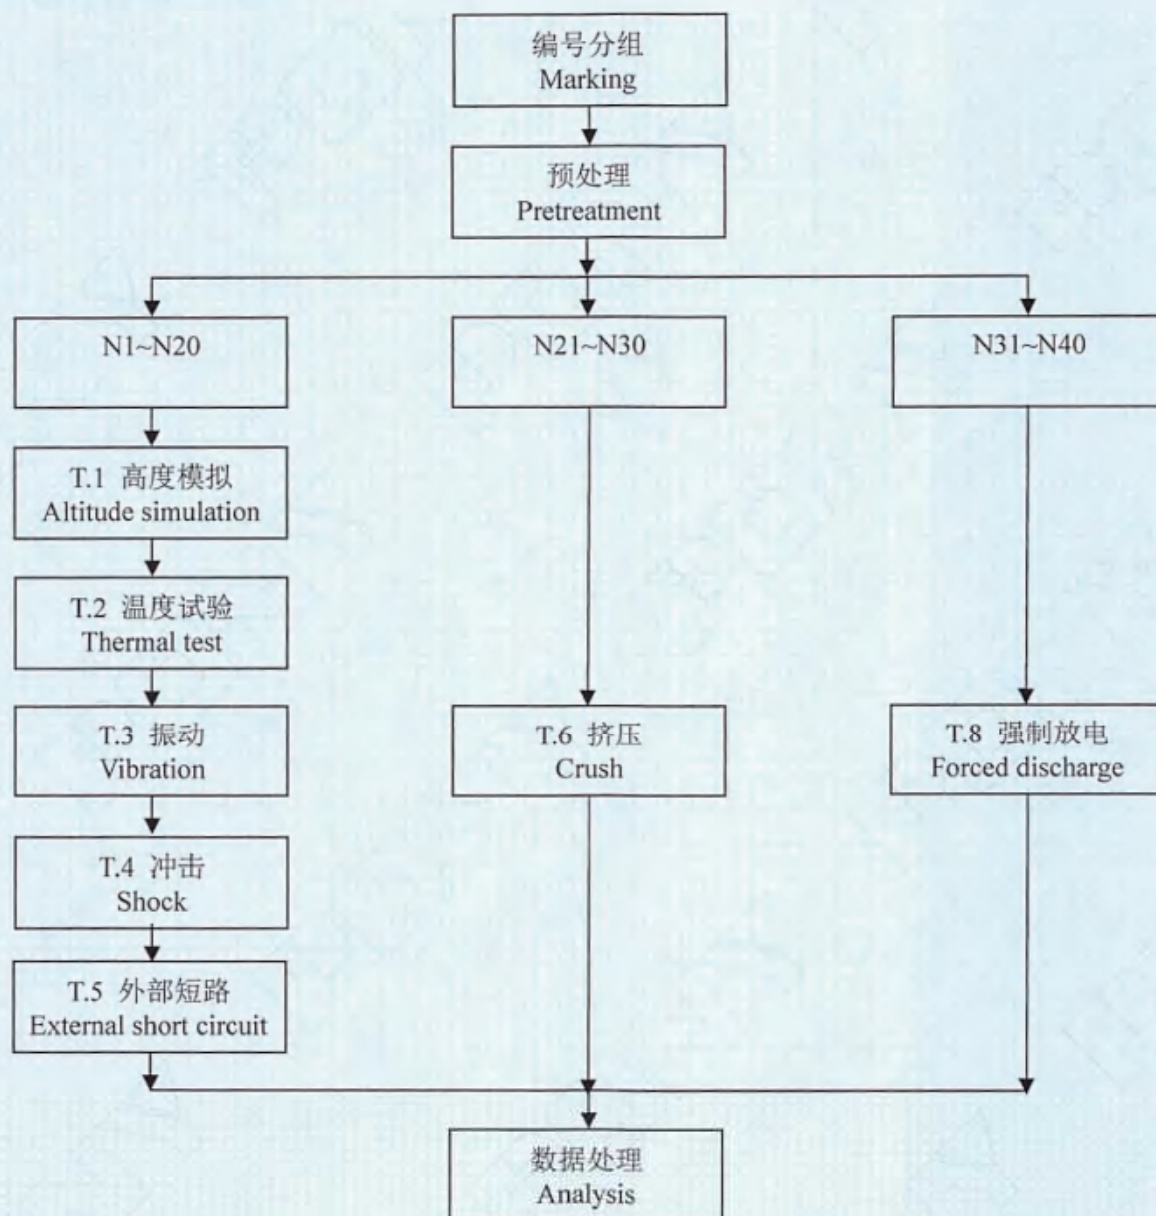 编号分组
Marking
预处理
Pretreatment
N1~N20
N21~N30
N31~N40
T.1 高度模拟
Altitude simulation
T.2 温度试验
Thermal test
T.3 振动
Vibration
T.6 挤压
Crush
T.8 强制放电
Forced discharge
T.4 冲击
Shock
T.5 外部短路
External short circuit
数据处理
Analysis